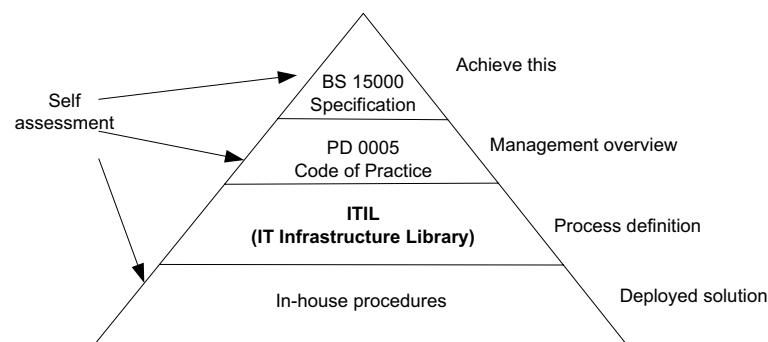 Achieve this
BS 15000
Specification
Self
assessment
PD 0005
Code of Practice
Management overview
ITIL
(IT Infrastructure Library)
Process definition
In-house procedures
Deployed solution